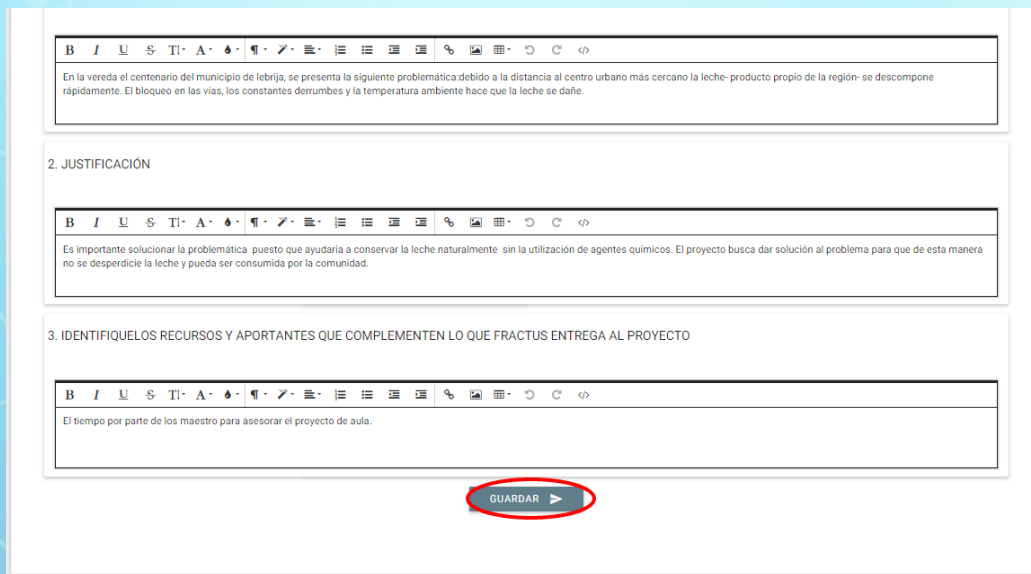 En la vereda el centenario del municipio de lebrija, se presenta la siguiente problemática:debido a la distancia al centro urbano más cercano la leche- producto propio de la región- se descompone
rápidamente. El bloqueo en las vías, los constantes derrumbes y la temperatura ambiente hace que la leche se dañe.
2. JUSTIFICACIÓN
Es importante solucionar la problemática  puesto que ayudaria a conservar la leche naturalmente  sin la utilización de agentes químicos. El proyecto busca dar solución al problema para que de esta manera
no se desperdicie la leche y pueda ser consumida por la comunidad.
3. IDENTIFIQUELOS RECURSOS Y APORTANTES QUE COMPLEMENTEN LO QUE FRACTUS ENTREGA AL PROYECTO
El tiempo por parte de los maestro para asesorar el proyecto de aula.
GUARDAR